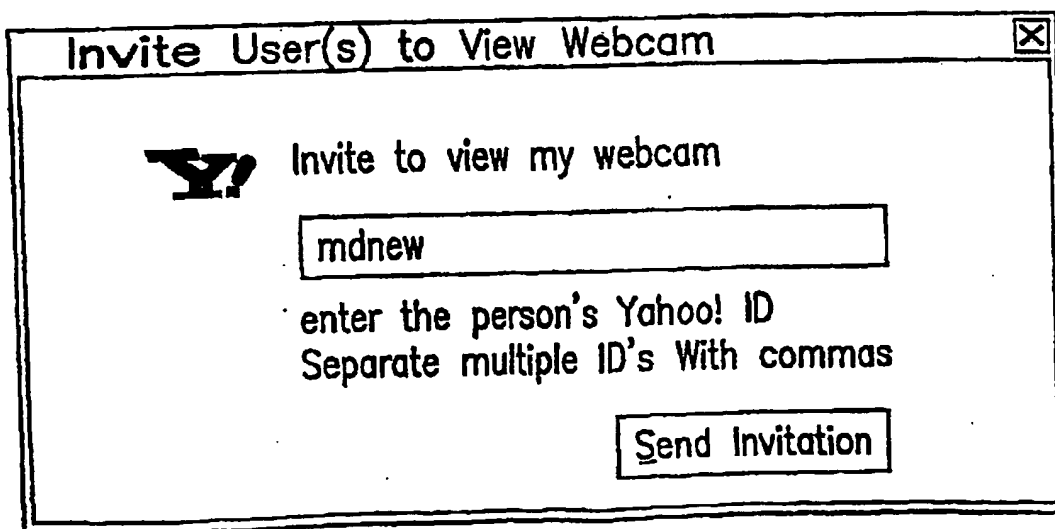 Invite User(s) to View Webcam
Y!
Invite to view my webcam
mdnew
enter the person's Yahoo! ID
Separate multiple ID's With commas
Send Invitation